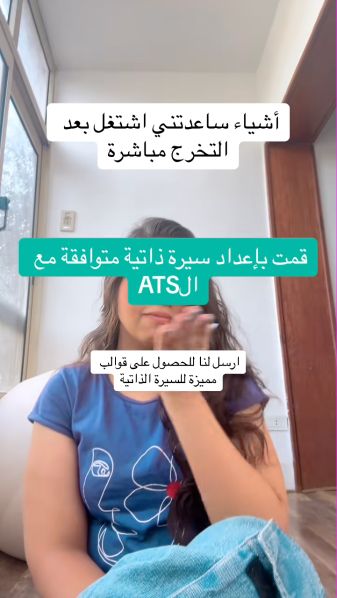 أشياء ساعدتني اشتغل بعد
التخرج مباشرة
قمت بإعداد سيرة ذاتية متوافقة مع
الATS
ارسل لنا للحصول على قوالب
مميزة للسيرة الذاتية